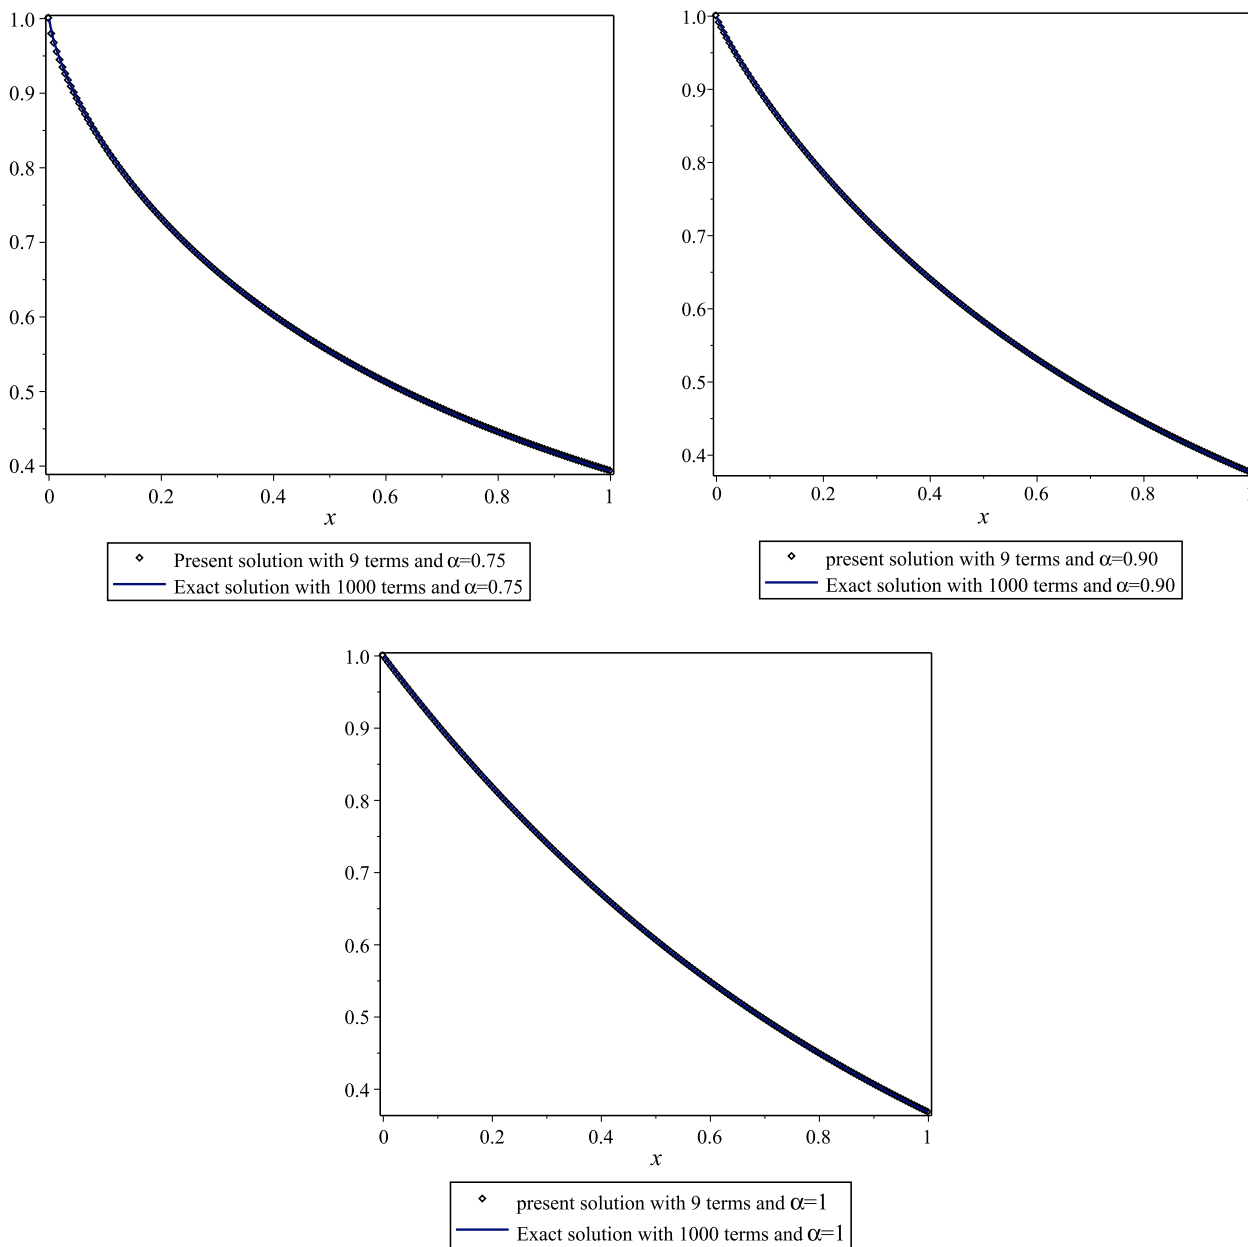 1.0
0.9
0.8
0.7
0.6
0.5
0.4
0 0.2 0.4 0.6 0.8 1
x
Present solution with 9 terms and α=0.75
Exact solution with 1000 terms and α=0.75
1.0
0.9
0.8
0.7
0.6
0.5
0.4
0 0.2 0.4 0.6 0.8
x
present solution with 9 terms and α=0.90
Exact solution with 1000 terms and α=0.90
1.0
0.9
0.8
0.7
0.6
0.5
0.4
0 0.2 0.4 0.6 0.8 1
x
present solution with 9 terms and α=1
Exact solution with 1000 terms and α=1